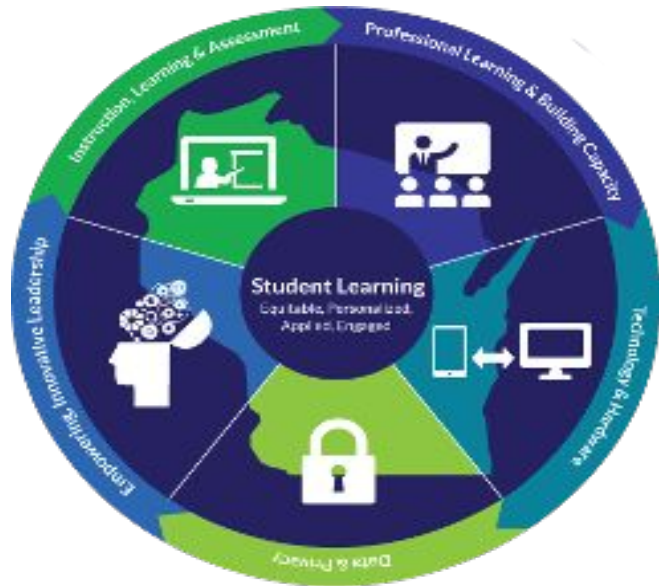 Instruction, Learning & Assessment
Professional Learning & Building Capacity
Technology & Hardware
Data & Privacy
Empowering, Innovative Leadership
Student Learning
Equitable, Personalized,
Applied, Engaged